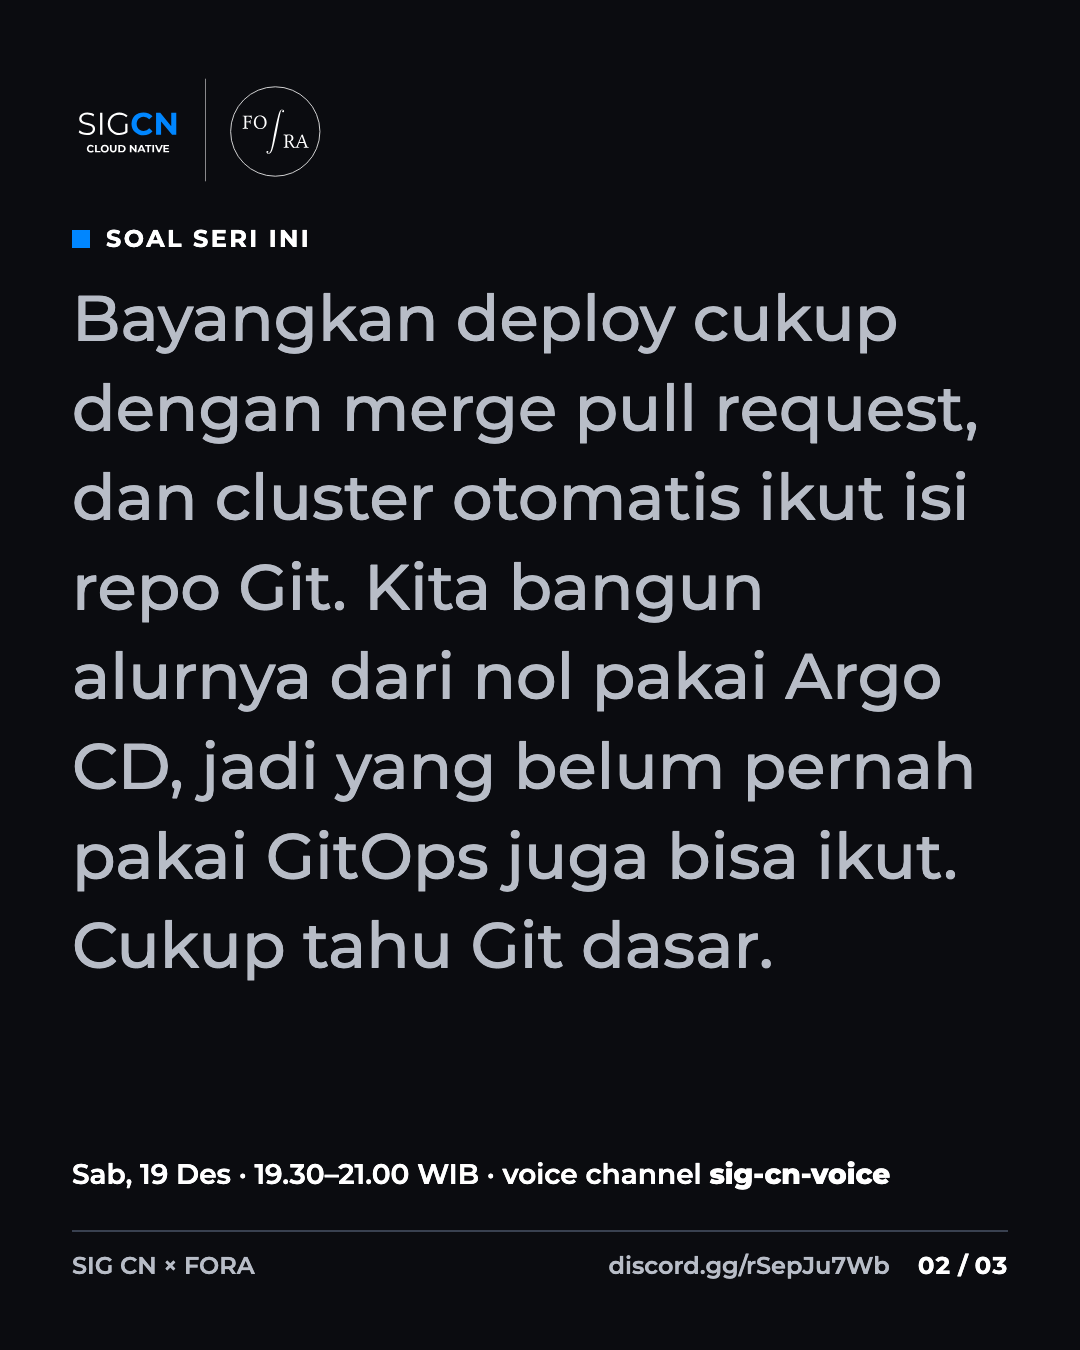 SIGCN
CLOUD NATIVE
FO
RA
SOAL SERI INI
Bayangkan deploy cukup
dengan merge pull request,
dan cluster otomatis ikut isi
repo Git. Kita bangun
alurnya dari nol pakai Argo
CD, jadi yang belum pernah
pakai GitOps juga bisa ikut.
Cukup tahu Git dasar.
Sab, 19 Des · 19.30–21.00 WIB · voice channel sig-cn-voice
SIG CN × FORA
discord.gg/rSepJu7Wb 02 / 03